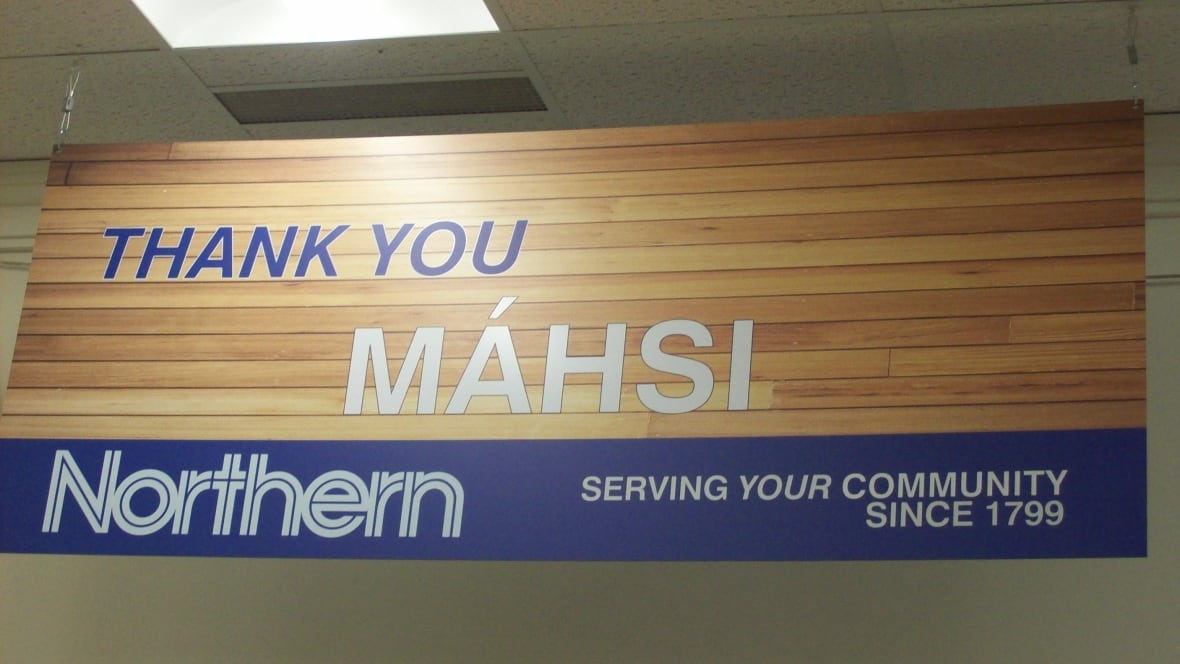 THANK YOU
MÁHSI
Northern
SERVING YOUR COMMUNITY
SINCE 1799